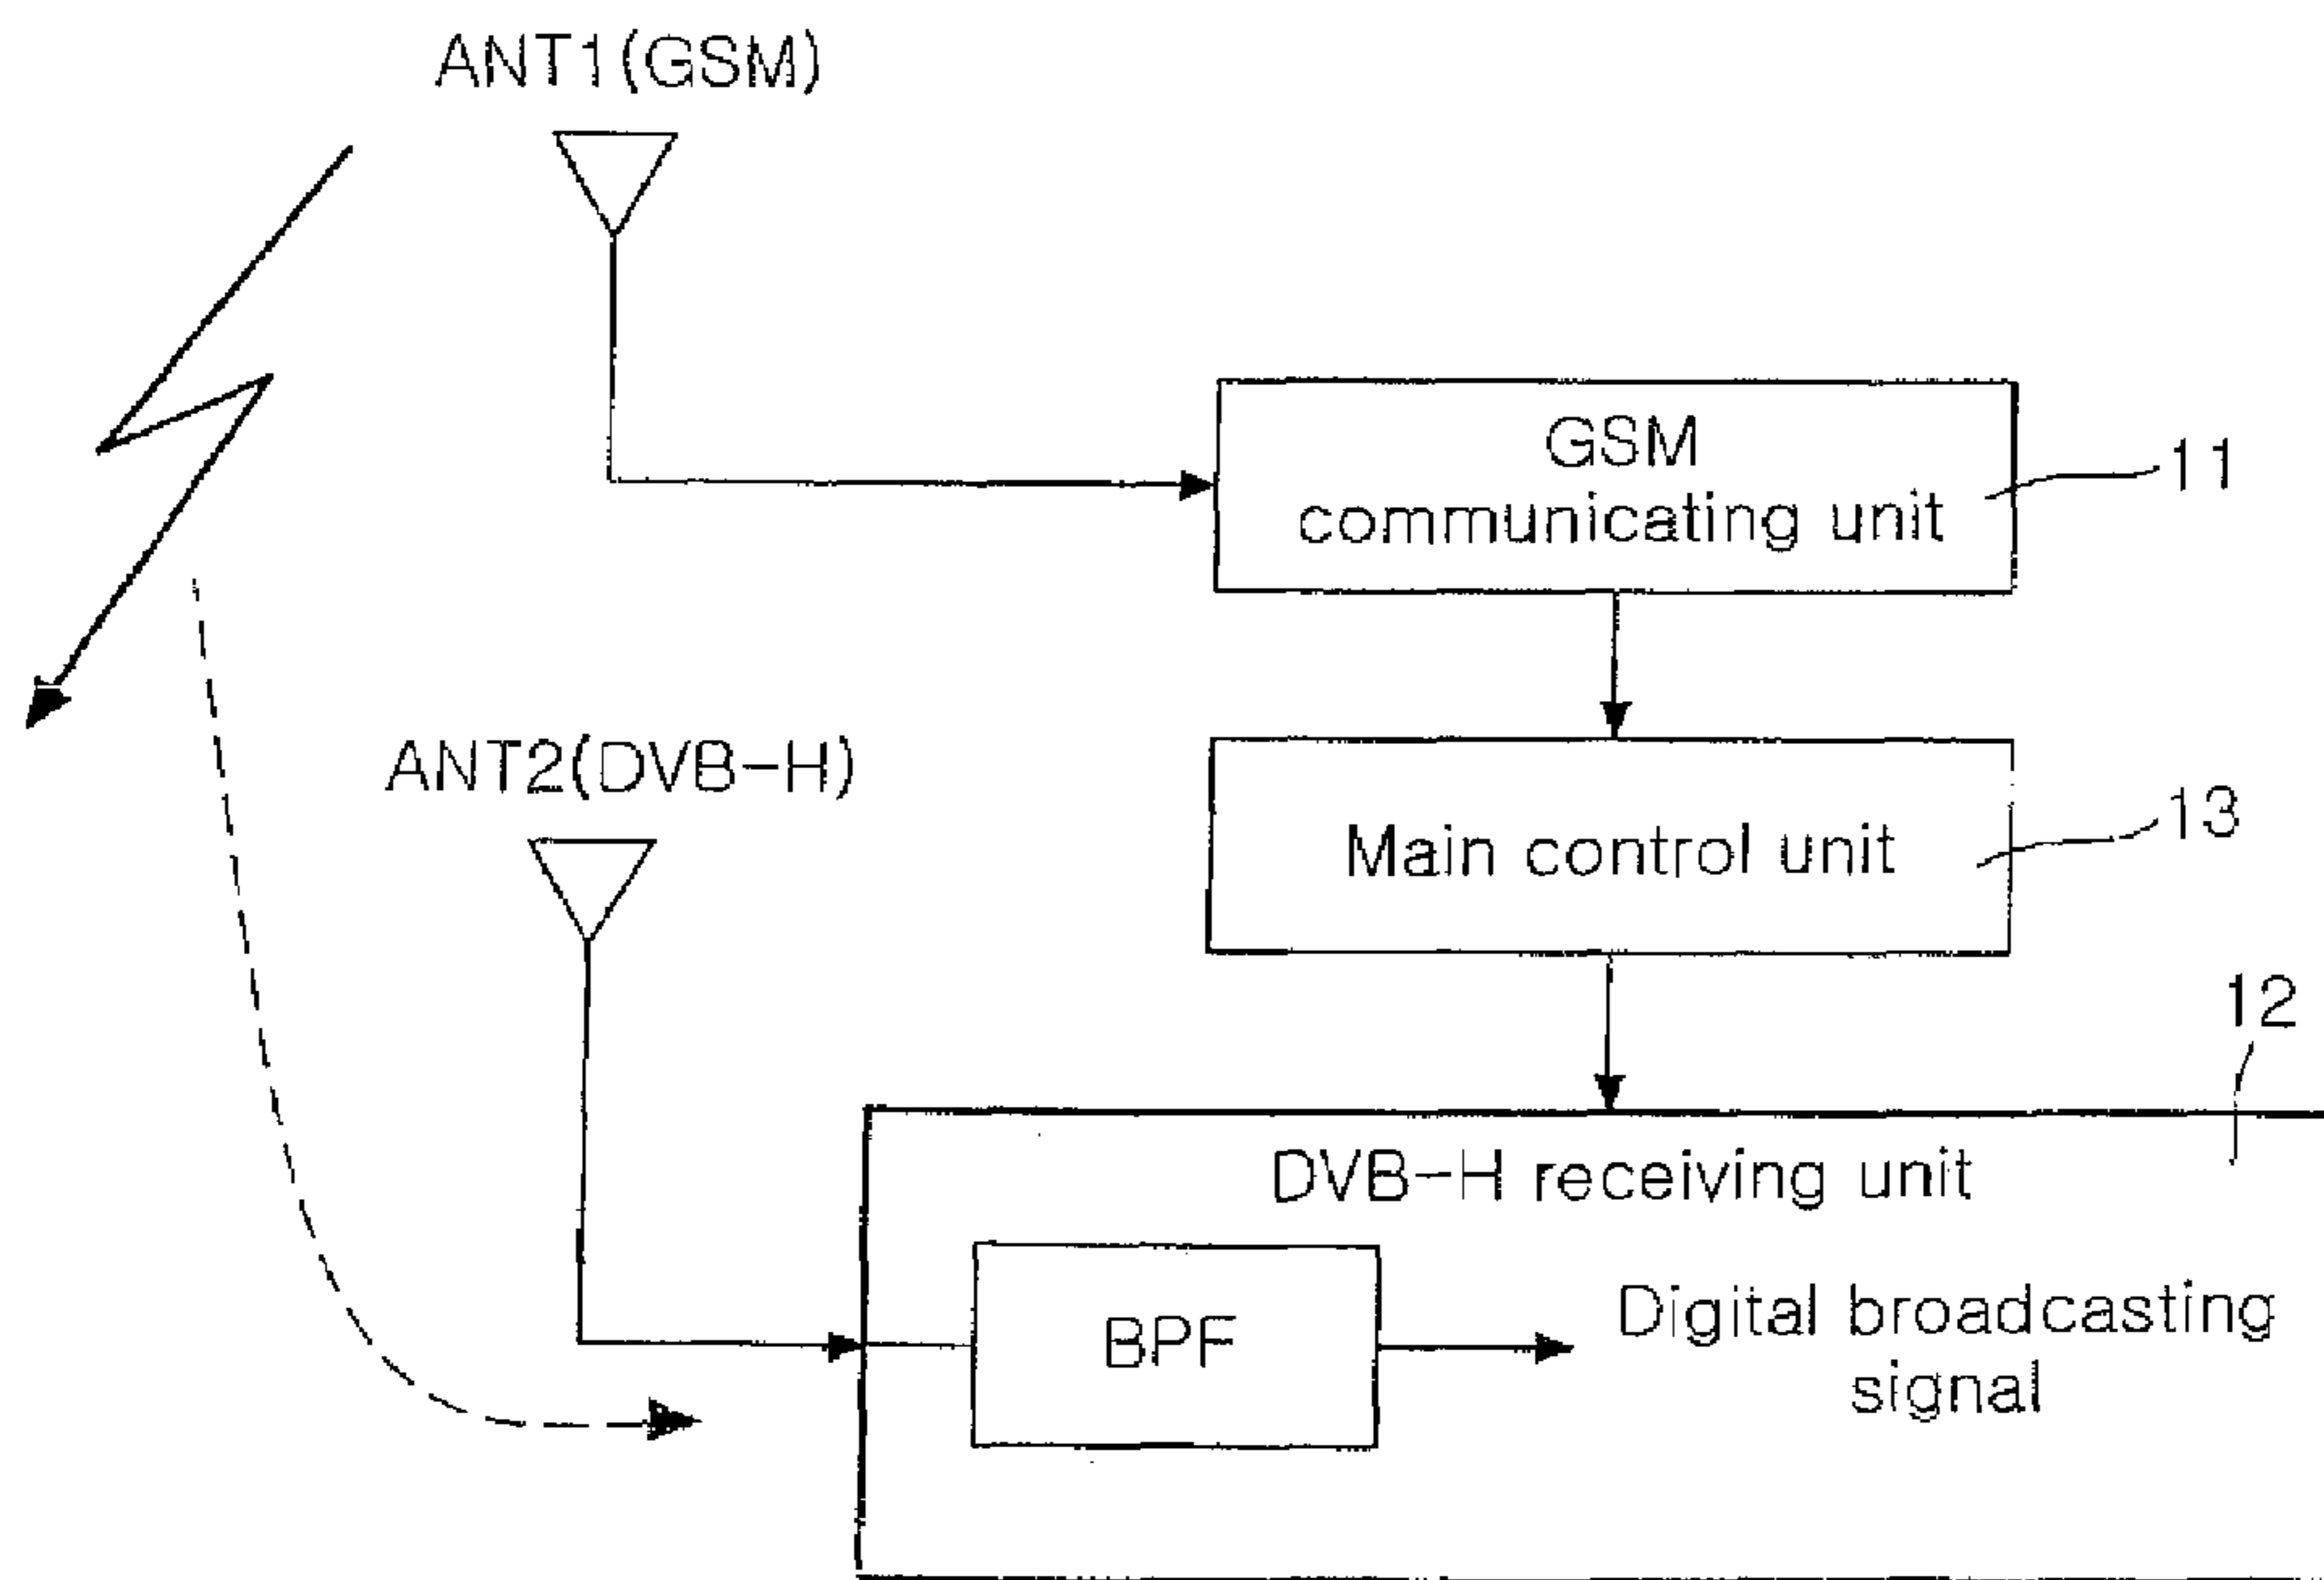 ANT1(GSM)
GSM
communicating unit
11
ANT2(DVB-H)
Main control unit
13
12
DVB-H receiving unit
BPF
Digital broadcasting
signal